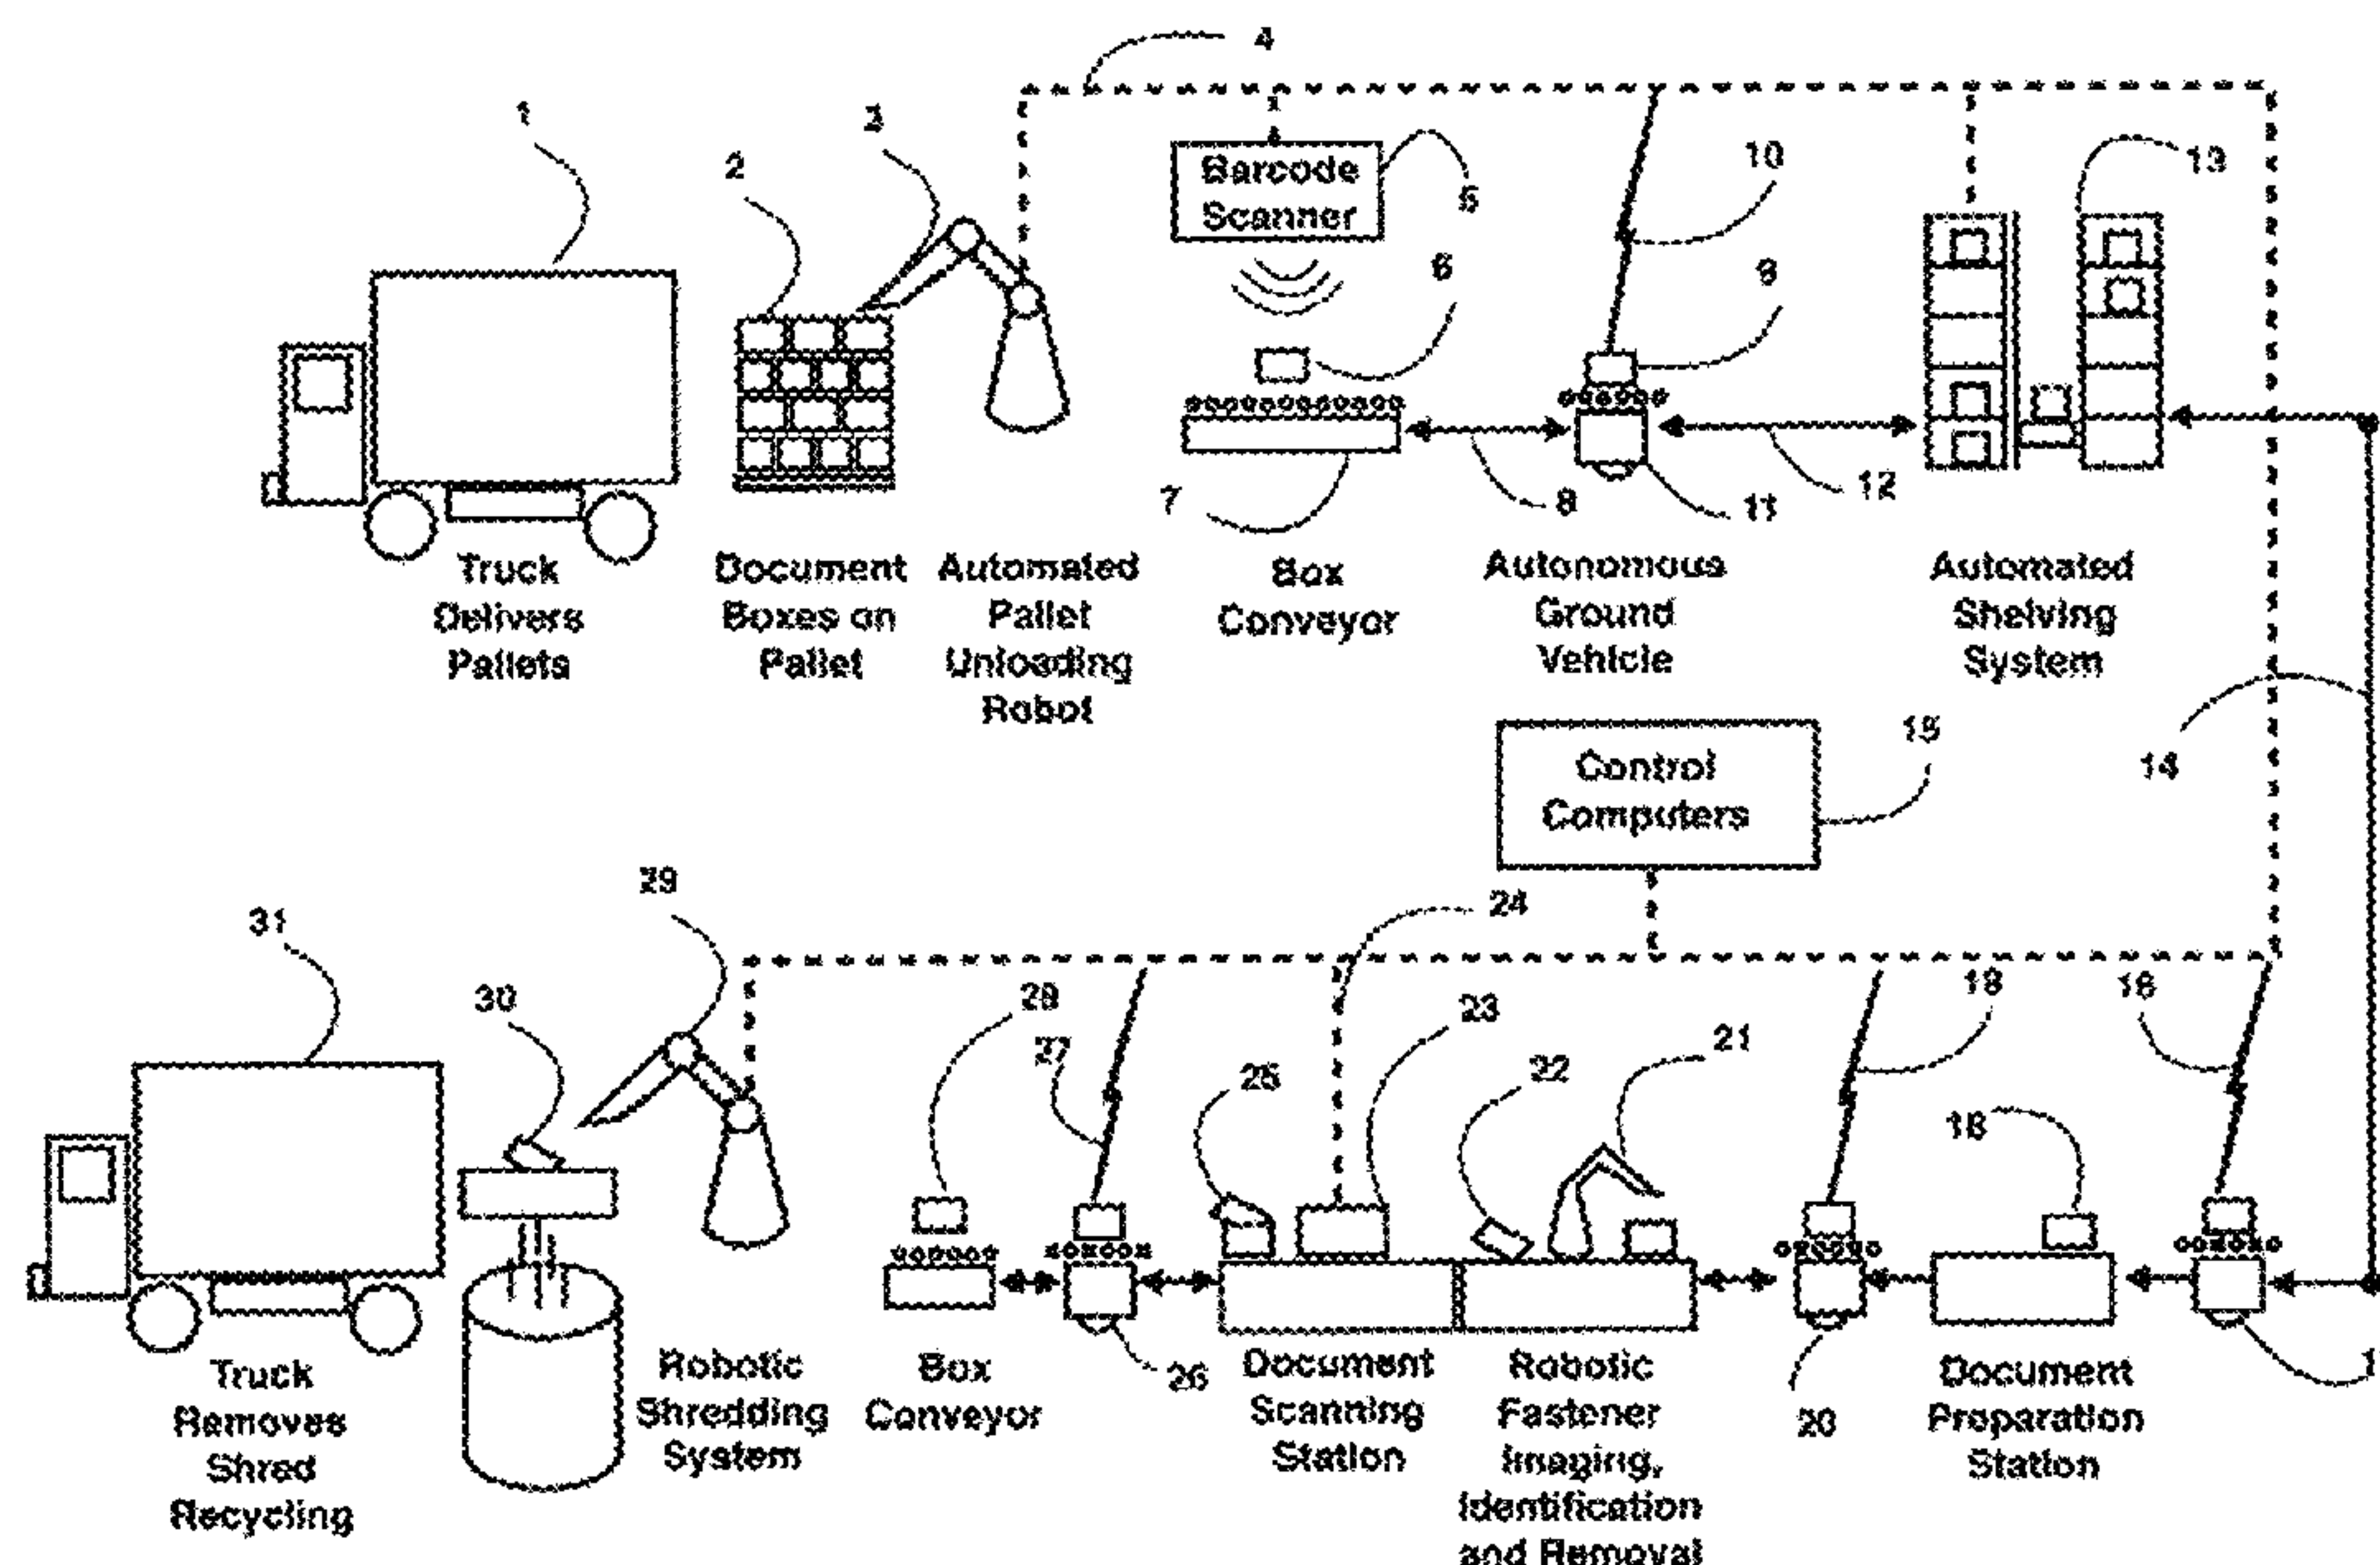 4
1
2
3
Barcode
Scanner
5
10
13
6
9
7
8
11
12
Truck
Delivers
Pallets
Document
Boxes on
Pallet
Automated
Pallet
Unloading
Robot
Box
Conveyor
Autonomous
Ground
Vehicle
Automated
Shelving
System
Control
Computers
15
14
31
29
30
28
27
24
23
25
22
21
19
16
18
26
20
1
Truck
Removes
Shred
Recycling
Robotic
Shredding
System
Box
Conveyor
Document
Scanning
Station
Robotic
Fastener
Imaging,
Identification
and Removal
Document
Preparation
Station